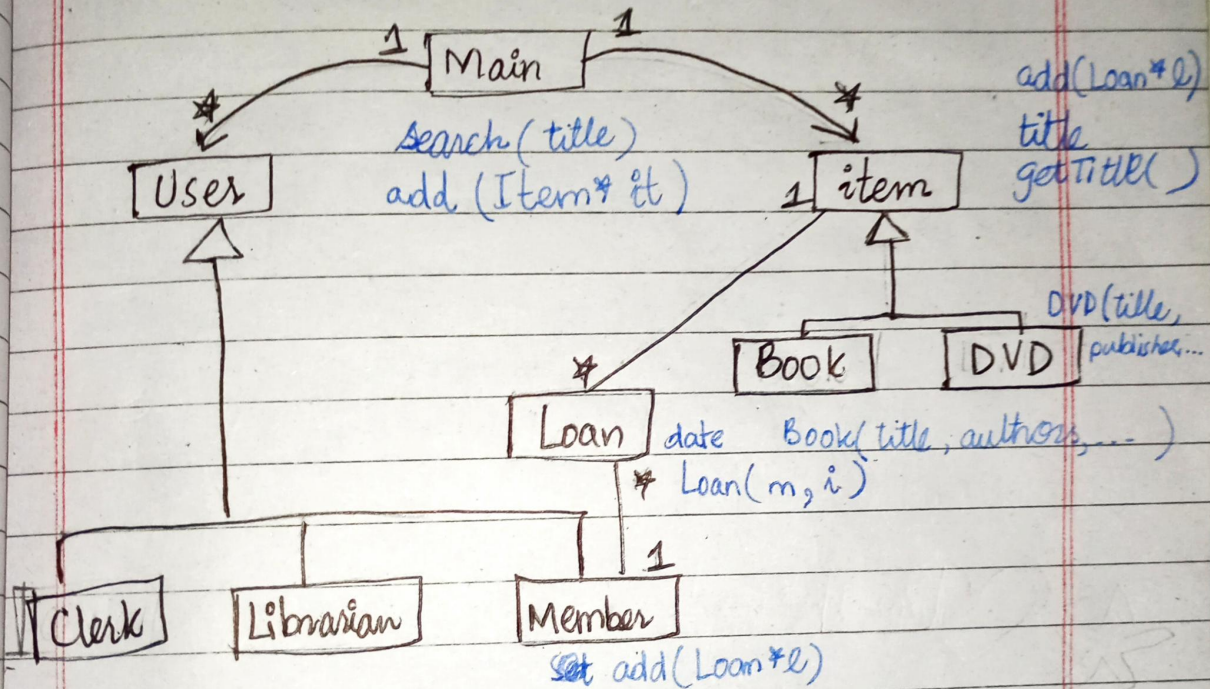 1 Main 1
* *
add(Loan*l)
search(title)
title
User
add (Item* it)
1 item
getTitle()
DVD(title,
Book
DVD
publisher,...
*
Loan
date
Book(title, authors, ....)
*
Loan(m, i)
1
Clerk
Librarian
Member
add(Loan*l)